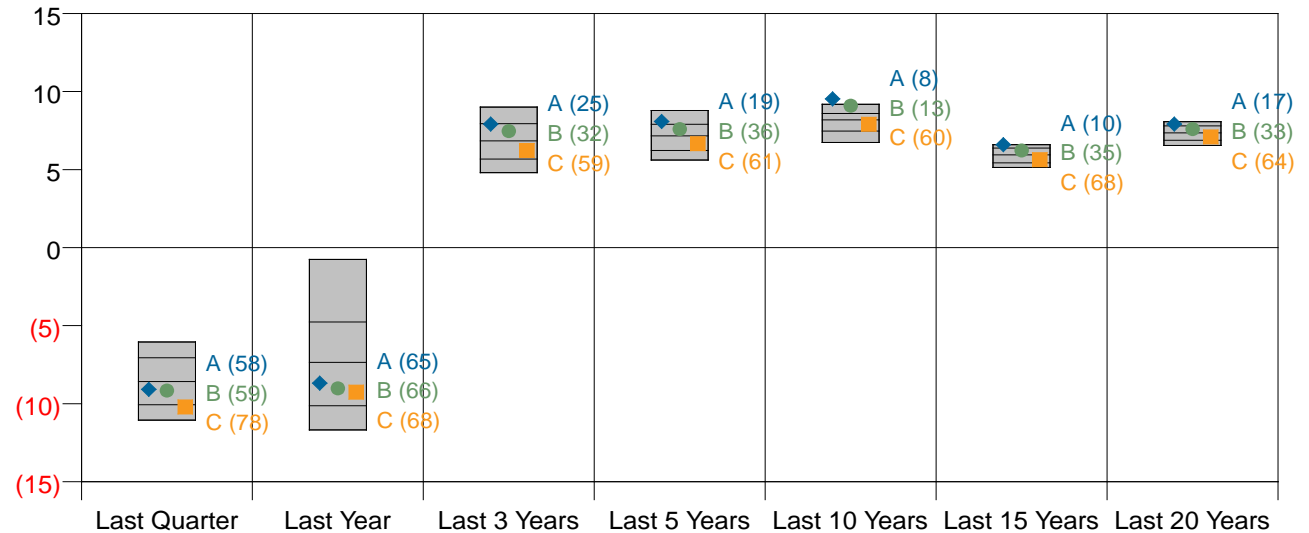 15
10
5
0
(5)
(10)
(15)
A (58)
B (59)
C (78)
A (65)
B (66)
C (68)
A (25)
B (32)
C (59)
A (19)
B (36)
C (61)
A (8)
B (13)
C (60)
A (10)
B (35)
C (68)
A (17)
B (33)
C (64)
Last Quarter
Last Year
Last 3 Years
Last 5 Years
Last 10 Years
Last 15 Years
Last 20 Years